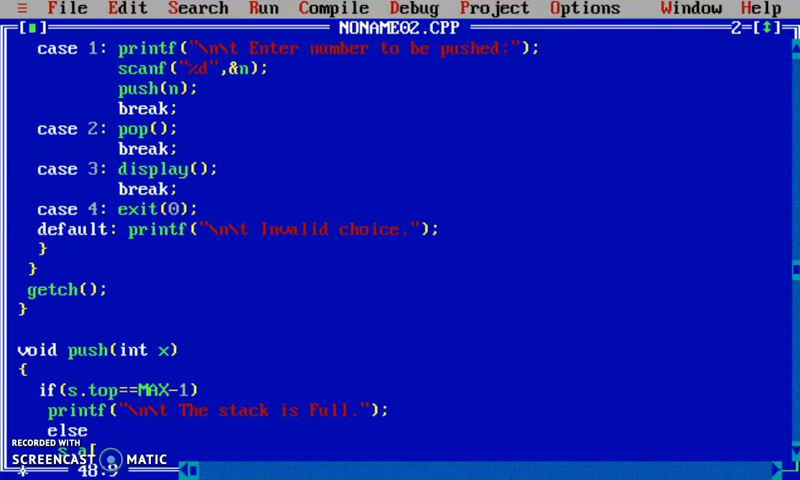 ≡ File Edit Search Run Compile Debug Project Options Window Help
[■] NONAME02.CPP 2=[↕]
case 1: printf("\n\t Enter number to be pushed:");
scanf("%d",&n);
push(n);
break;
case 2: pop();
break;
case 3: display();
break;
case 4: exit(0);
default: printf("\n\t Invalid choice.");
}
}
getch();
}
void push(int x)
{
if(s.top==MAX-1)
printf("\n\t The stack is Full.");
else
s.a[
RECORDED WITH
SCREENCAST MATIC
48:9